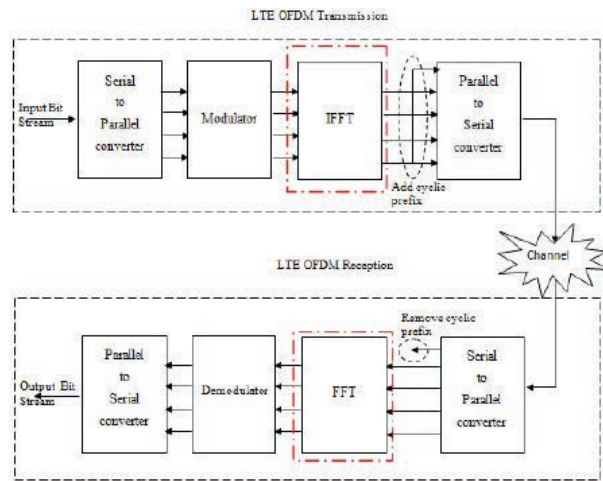 LTE OFDM Transmission
Input Bit
Stream
Serial
to
Parallel
converter
Modulator
IFFT
Add cyclic
prefix
Parallel
to
Serial
converter
Channel
LTE OFDM Reception
Output Bit
Stream
Parallel
to
Serial
converter
Demodulator
FFT
Remove cyclic
prefix
Serial
to
Parallel
converter